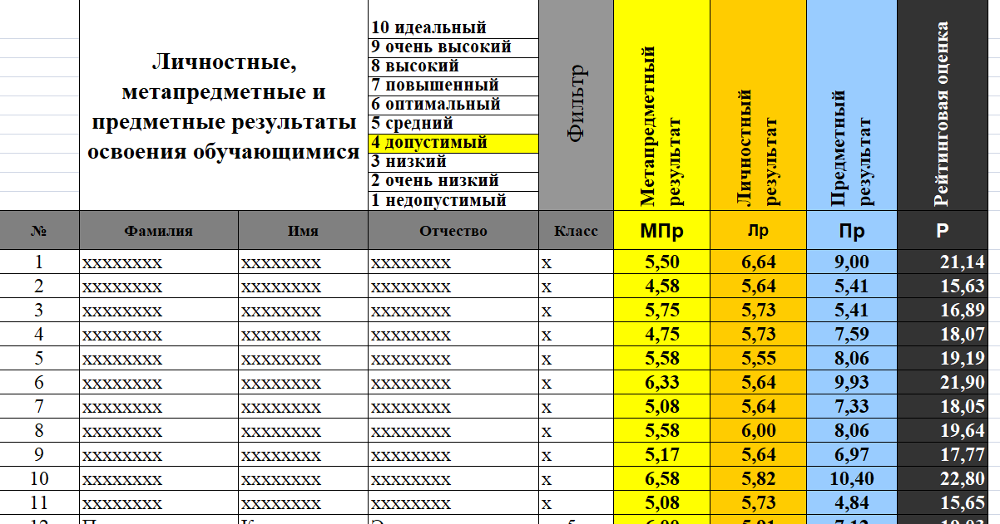 Личностные,
метапредметные и
предметные результаты
освоения обучающимися
10 идеальный
9 очень высокий
8 высокий
7 повышенный
6 оптимальный
5 средний
4 допустимый
3 низкий
2 очень низкий
1 недопустимый
Фильтр
Метапредметный
результат
Личностный
результат
Предметный
результат
Рейтинговая оценка
№ Фамилия Имя Отчество Класс МПр Лр Пр Р
1 xxxxxxxx xxxxxxxx xxxxxxxx x 5,50 6,64 9,00 21,14
2 xxxxxxxx xxxxxxxx xxxxxxxx x 4,58 5,64 5,41 15,63
3 xxxxxxxx xxxxxxxx xxxxxxxx x 5,75 5,73 5,41 16,89
4 xxxxxxxx xxxxxxxx xxxxxxxx x 4,75 5,73 7,59 18,07
5 xxxxxxxx xxxxxxxx xxxxxxxx x 5,58 5,55 8,06 19,19
6 xxxxxxxx xxxxxxxx xxxxxxxx x 6,33 5,64 9,93 21,90
7 xxxxxxxx xxxxxxxx xxxxxxxx x 5,08 5,64 7,33 18,05
8 xxxxxxxx xxxxxxxx xxxxxxxx x 5,58 6,00 8,06 19,64
9 xxxxxxxx xxxxxxxx xxxxxxxx x 5,17 5,64 6,97 17,77
10 xxxxxxxx xxxxxxxx xxxxxxxx x 6,58 5,82 10,40 22,80
11 xxxxxxxx xxxxxxxx xxxxxxxx x 5,08 5,73 4,84 15,65